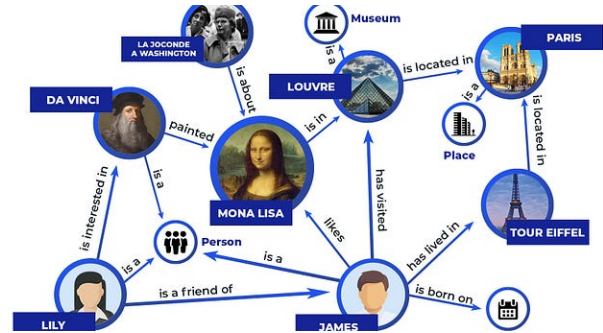 Museum
LA JOCONDE
A WASHINGTON
is a
PARIS
is located in
LOUVRE
DA VINCI
is about
is a
is located in
painted
is in
Place
MONA LISA
has visited
is interested in
is a
Person
likes
has lived in
TOUR EIFFEL
is a
is a
is a friend of
is born on
LILY
JAMES